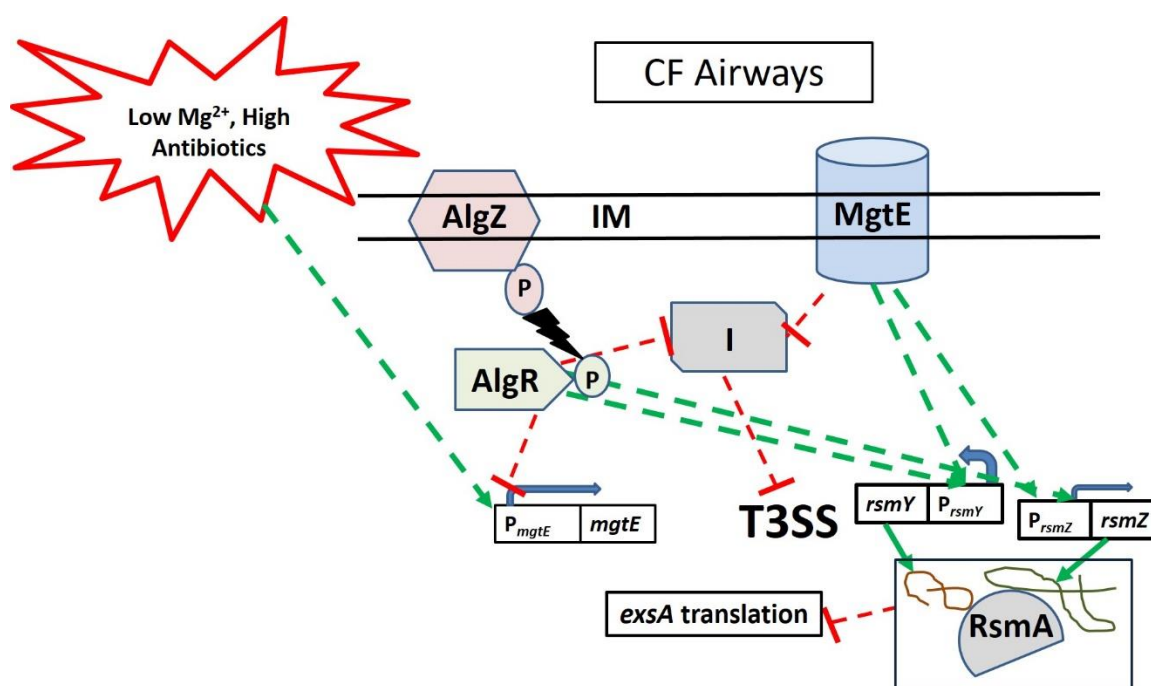 CF Airways
Low Mg²⁺, High
Antibiotics
AlgZ
IM
MgtE
P
I
AlgR
P
PmgtE
mgtE
T3SS
rsmY
PrsmY
PrsmZ
rsmZ
exsA translation
RsmA